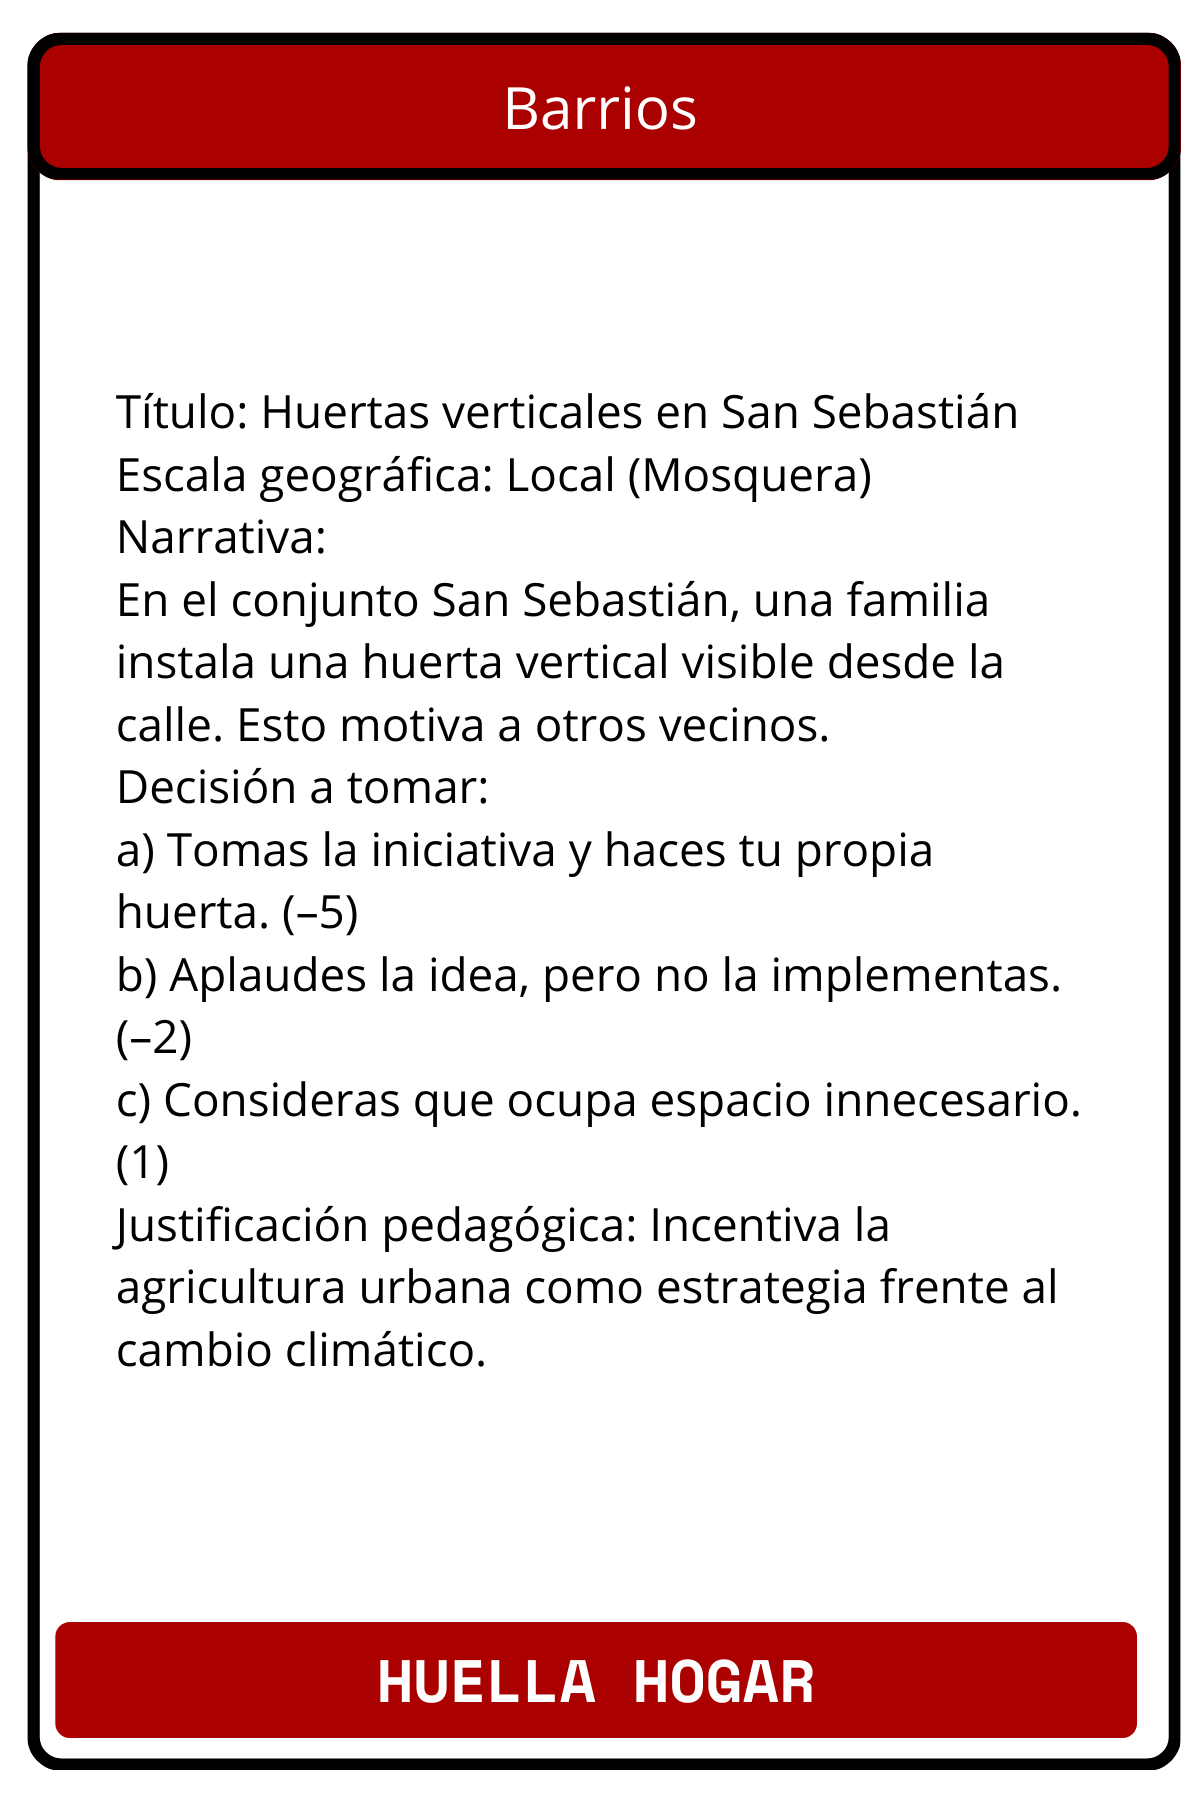 Barrios
Título: Huertas verticales en San Sebastián
Escala geográfica: Local (Mosquera)
Narrativa:
En el conjunto San Sebastián, una familia
instala una huerta vertical visible desde la
calle. Esto motiva a otros vecinos.
Decisión a tomar:
a) Tomas la iniciativa y haces tu propia
huerta. (–5)
b) Aplaudes la idea, pero no la implementas.
(–2)
c) Consideras que ocupa espacio innecesario.
(1)
Justificación pedagógica: Incentiva la
agricultura urbana como estrategia frente al
cambio climático.
HUELLA HOGAR